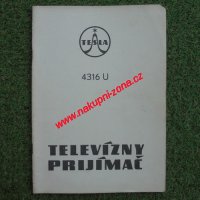 TESLA
4316 U
www.nakupni-zona.cz
TELEVÍZNY
PRIJÍMAČ